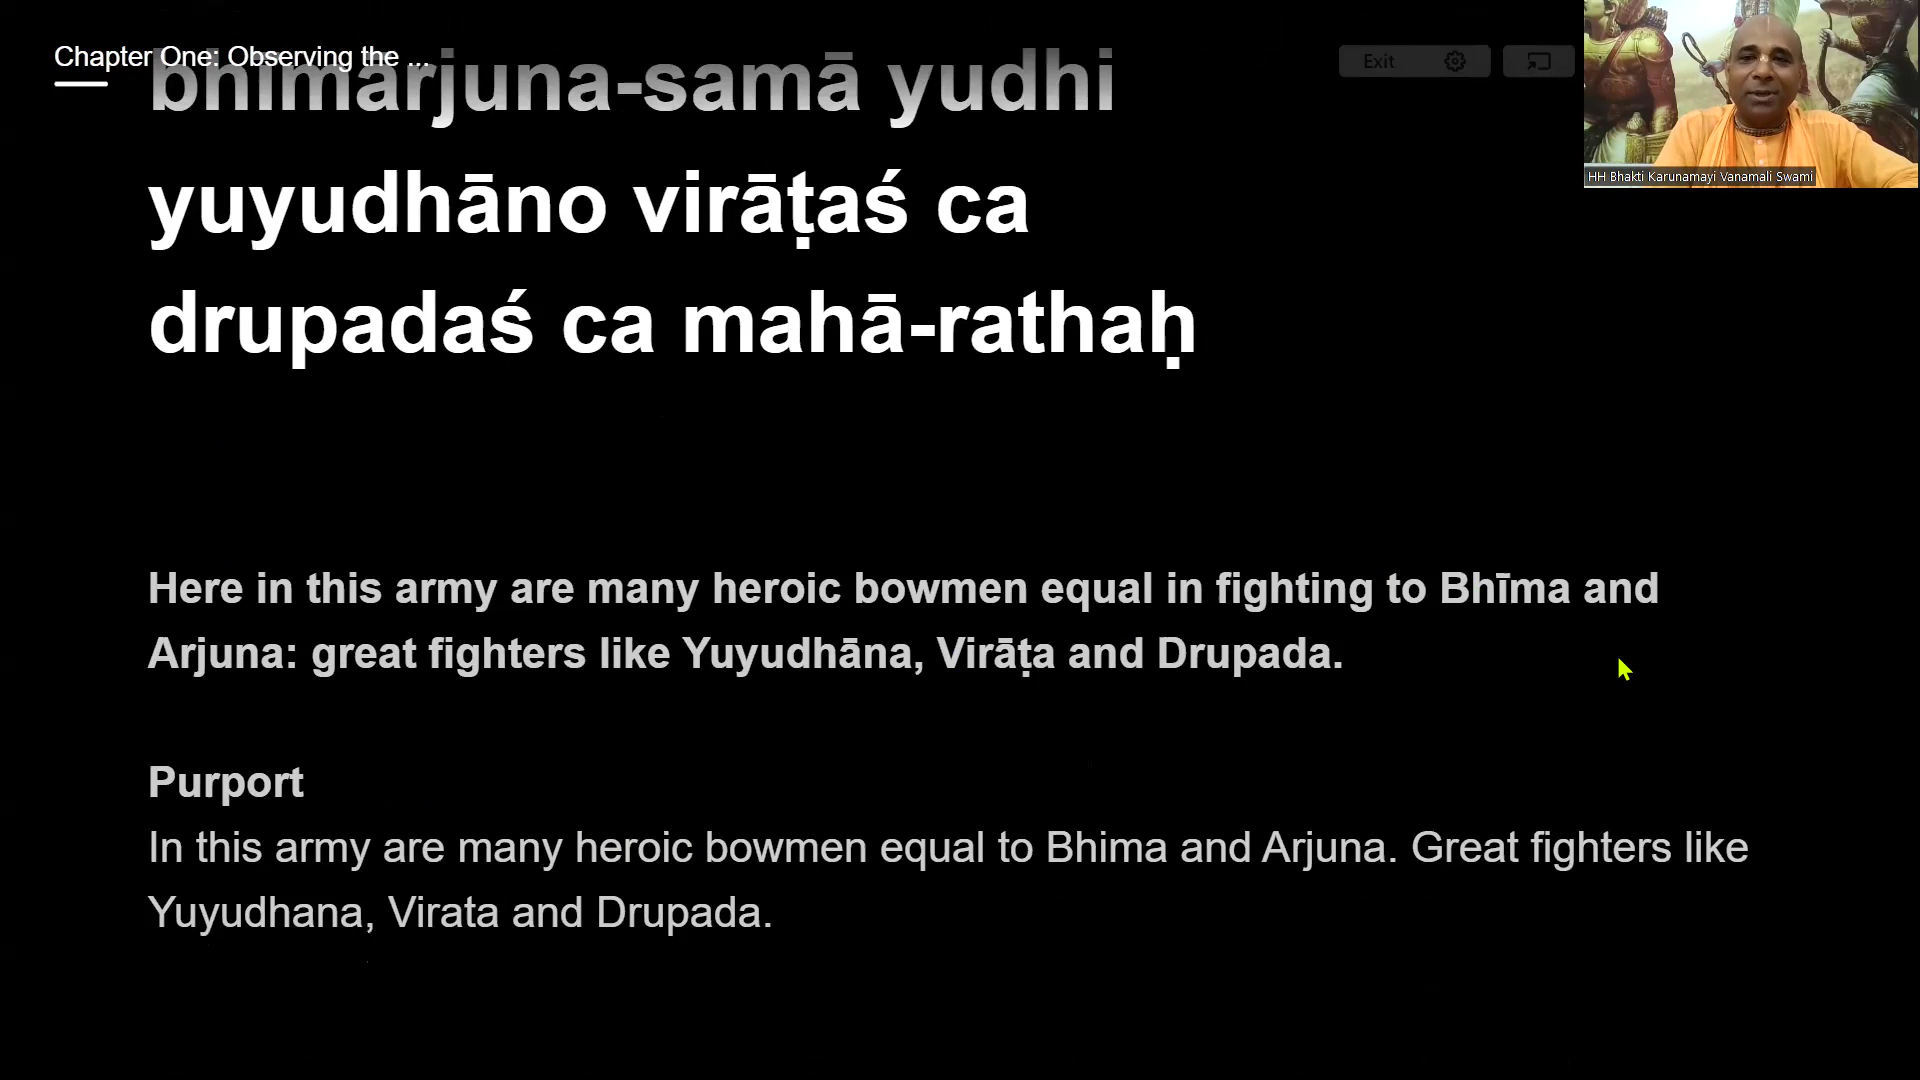 Chapter One: Observing the ...
Exit
HH Bhakti Karunamayi Vanamali Swami
bhīmārjuna-samā yudhi
yuyudhāno virāṭaś ca
drupadaś ca mahā-rathaḥ
Here in this army are many heroic bowmen equal in fighting to Bhīma and
Arjuna: great fighters like Yuyudhāna, Virāṭa and Drupada.
Purport
In this army are many heroic bowmen equal to Bhima and Arjuna. Great fighters like
Yuyudhana, Virata and Drupada.